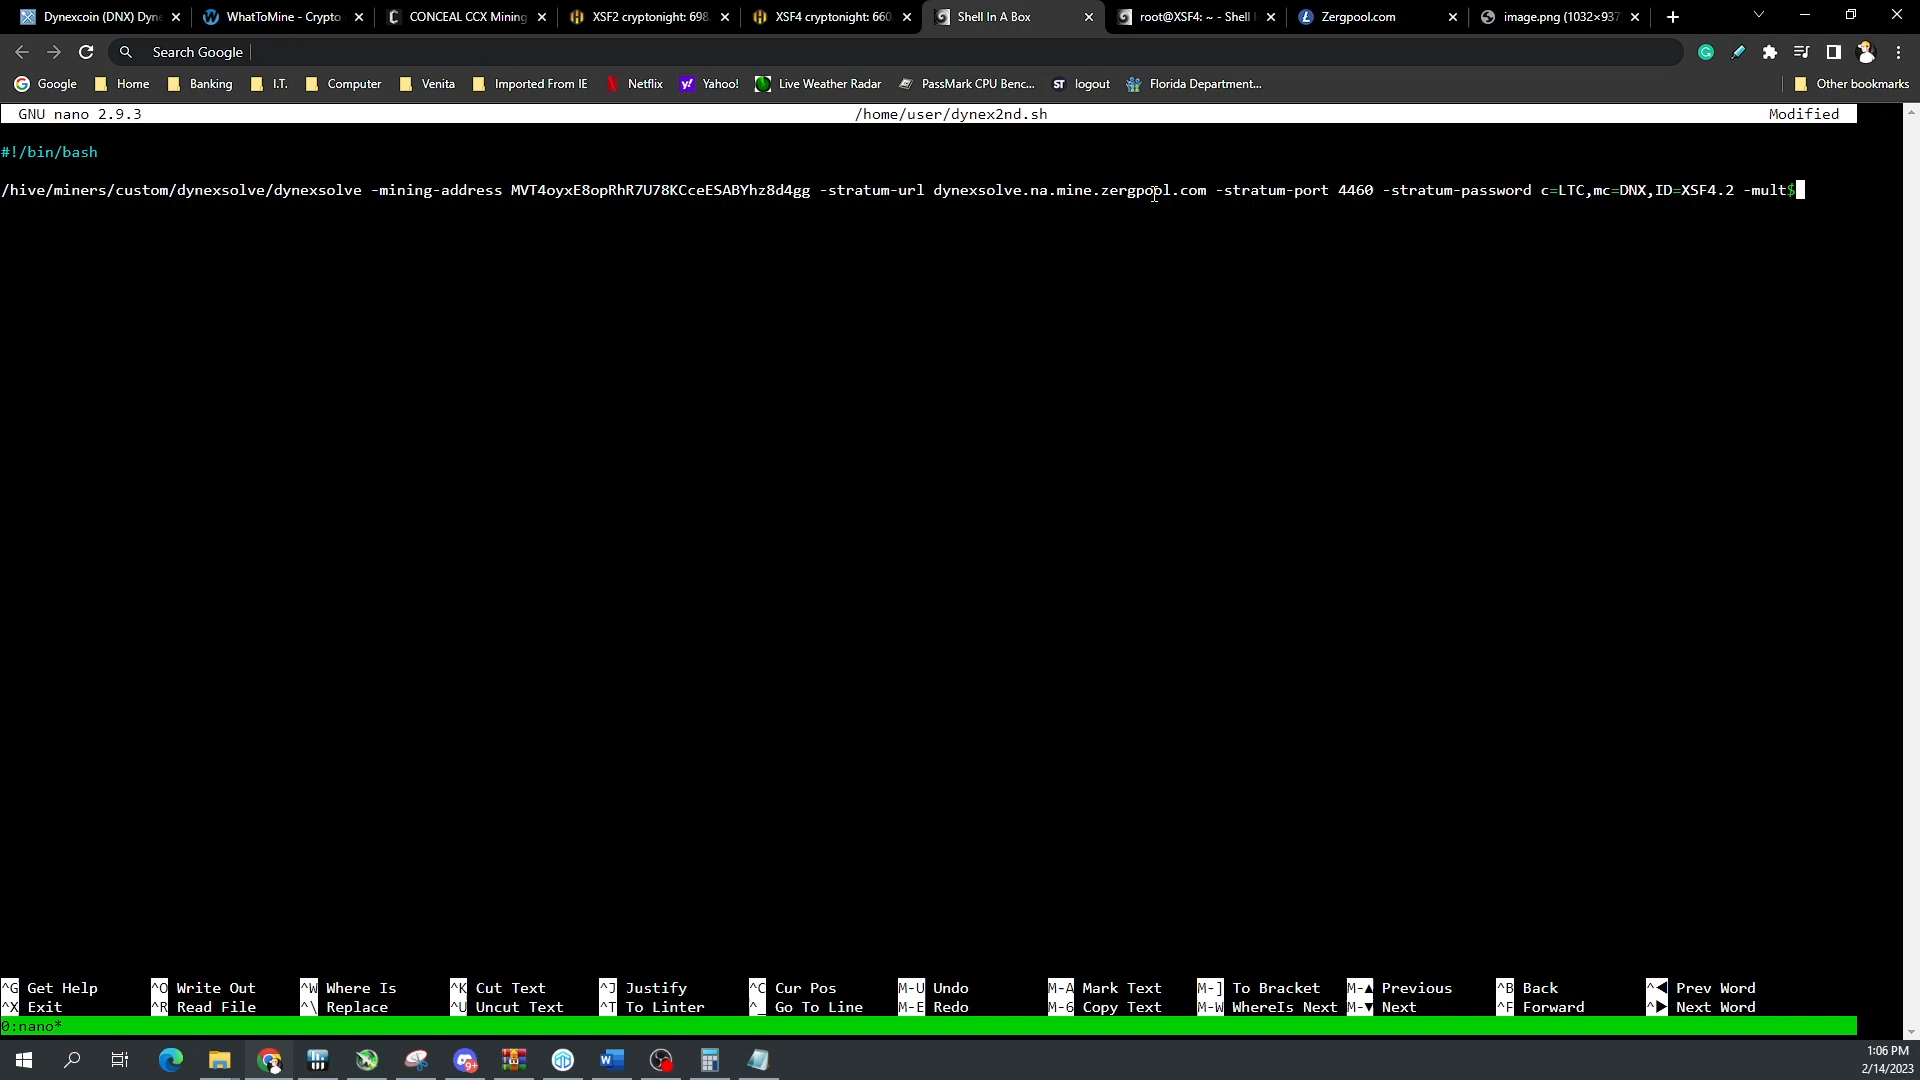 Dynexcoin (DNX) Dyne
WhatToMine - Crypto
CONCEAL CCX Mining
XSF2 cryptonight: 698
XSF4 cryptonight: 660
Shell In A Box
root@XSF4: ~ - Shell
Zergpool.com
image.png (1032×937
Search Google
Google Home Banking I.T. Computer Venita Imported From IE Netflix Yahoo! Live Weather Radar PassMark CPU Benc... logout Florida Department... Other bookmarks
GNU nano 2.9.3 /home/user/dynex2nd.sh Modified
#!/bin/bash
/hive/miners/custom/dynexsolve/dynexsolve -mining-address MVT4oyxE8opRhR7U78KCceESABYhz8d4gg -stratum-url dynexsolve.na.mine.zergpool.com -stratum-port 4460 -stratum-password c=LTC,mc=DNX,ID=XSF4.2 -mult$
^G Get Help ^O Write Out ^W Where Is ^K Cut Text ^J Justify ^C Cur Pos M-U Undo M-A Mark Text M-] To Bracket M-▲ Previous ^B Back ^◀ Prev Word
^X Exit ^R Read File ^\ Replace ^U Uncut Text ^T To Linter ^_ Go To Line M-E Redo M-6 Copy Text M-W WhereIs Next M-▼ Next ^F Forward ^▶ Next Word
0:nano*
9+
1:06 PM
2/14/2023